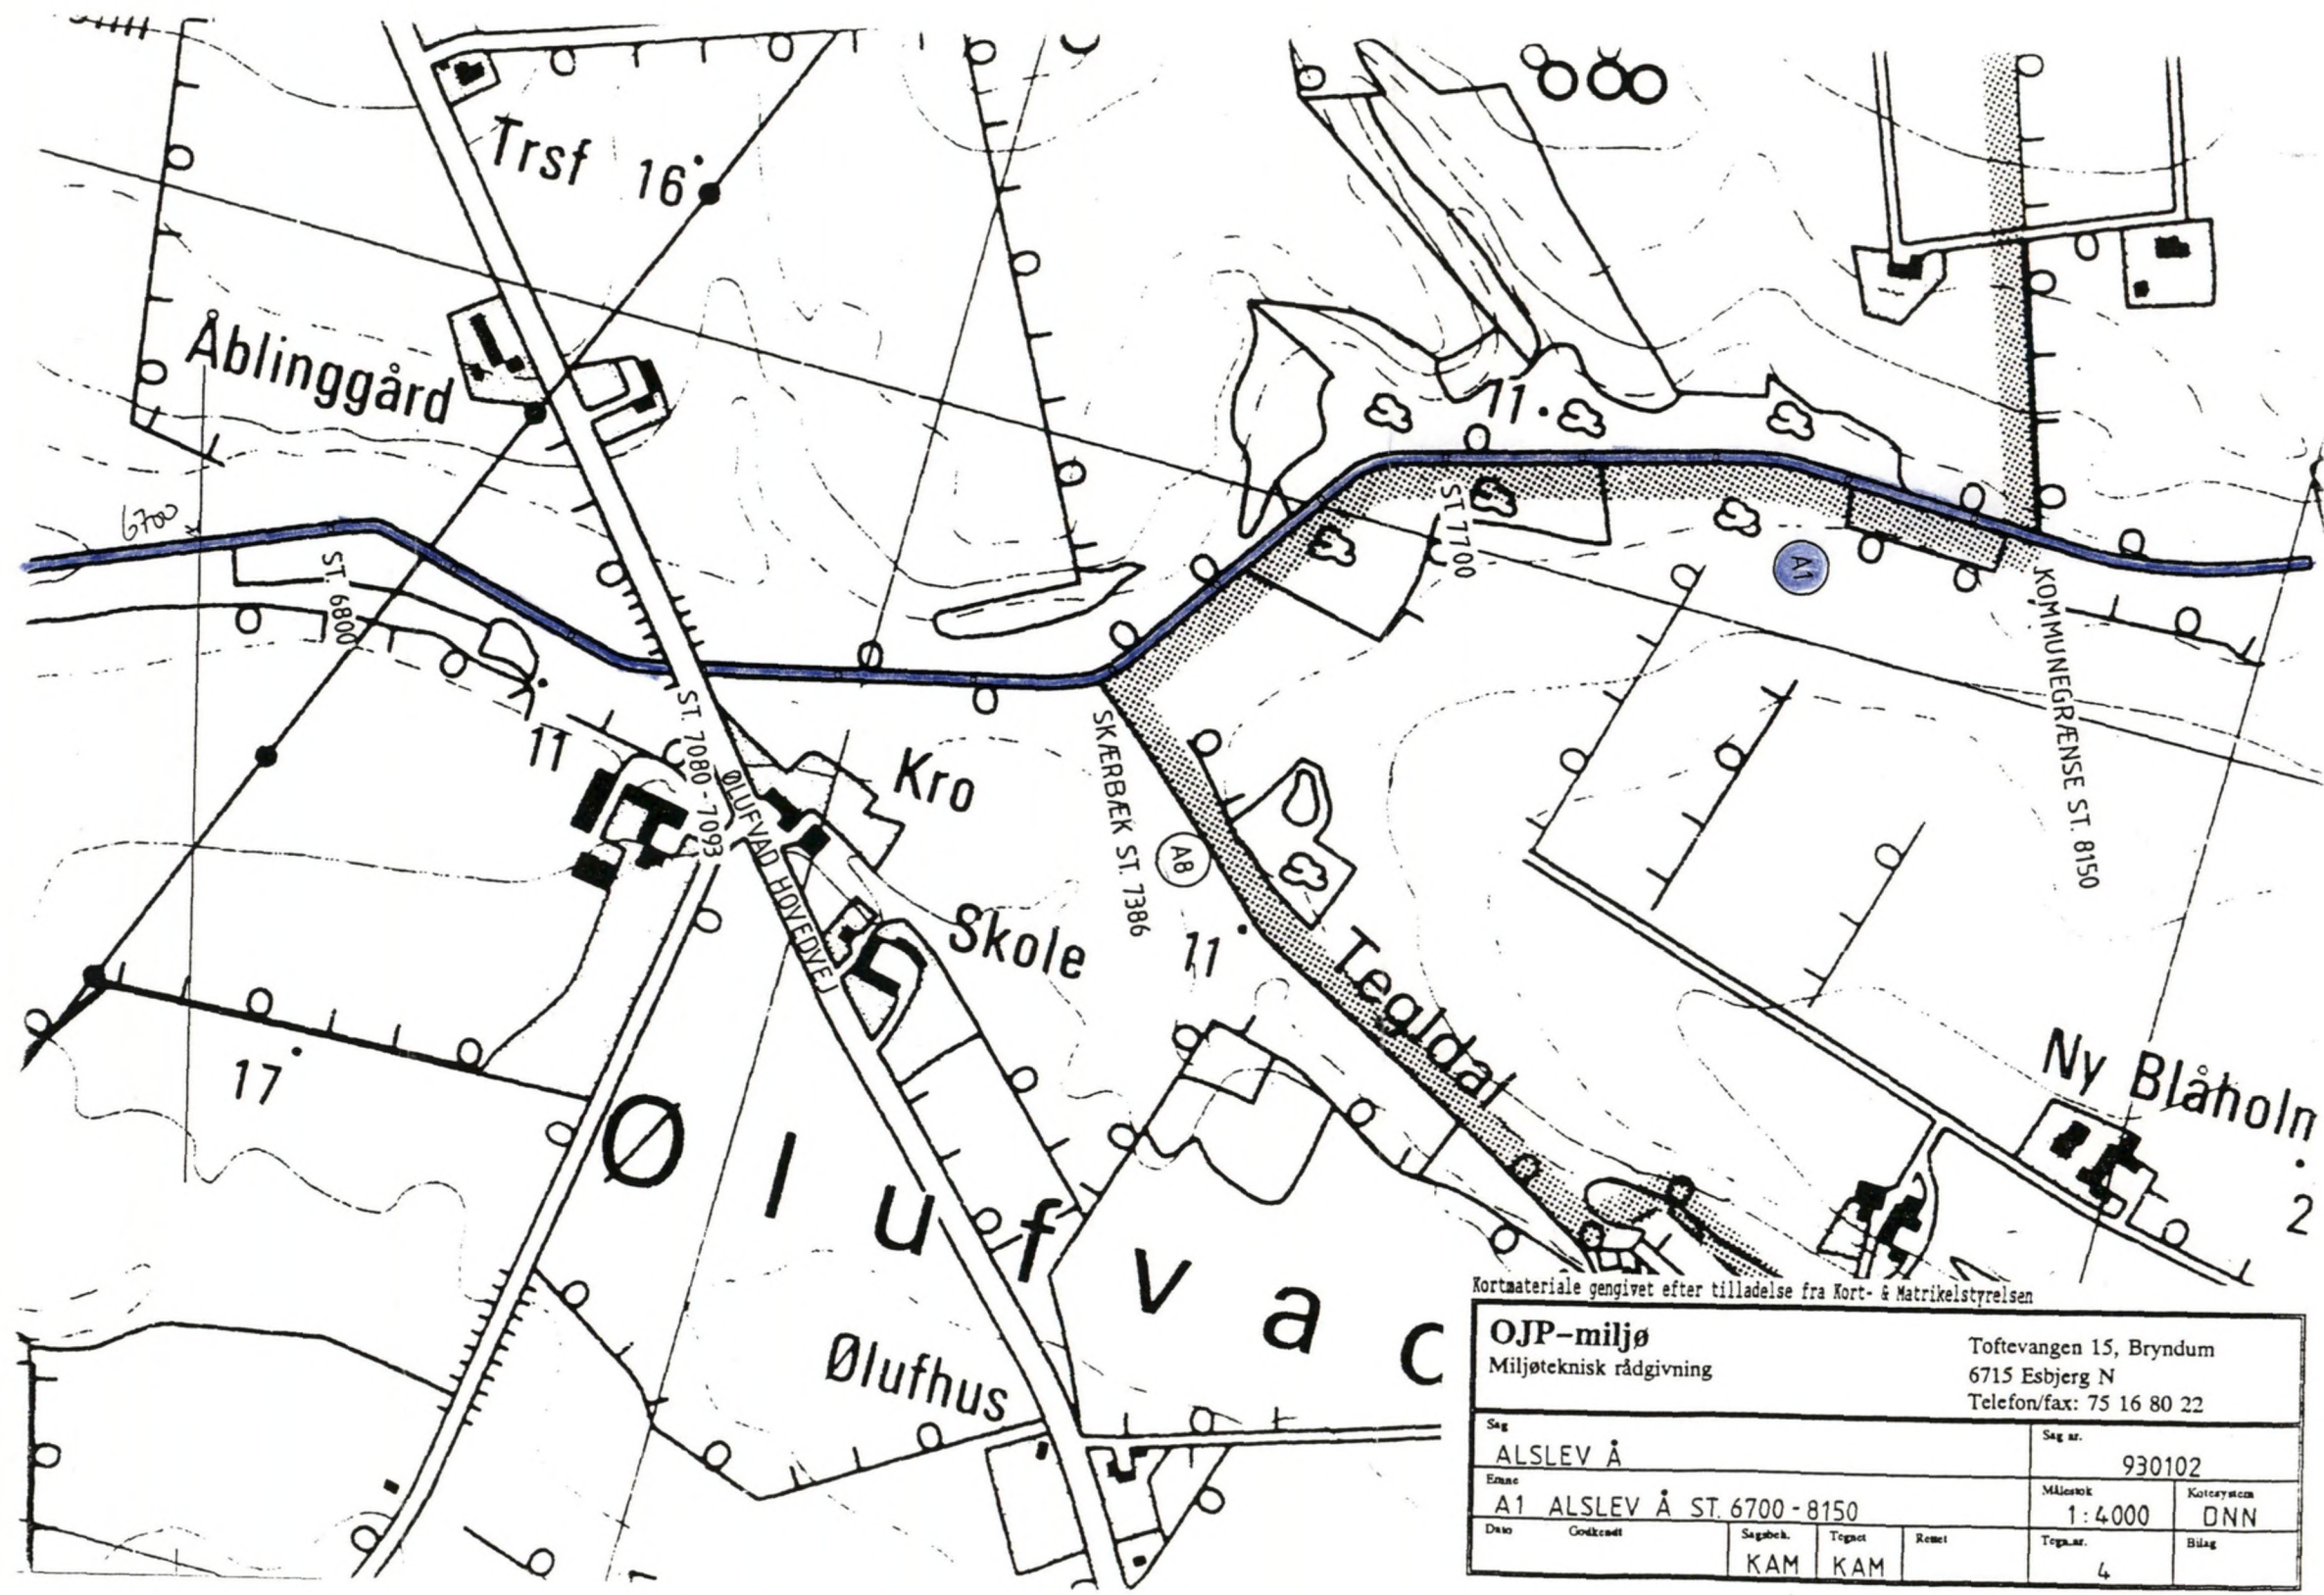 Trsf 16
Åblinggård
6700
ST. 6800
11.
ST. 7700
A1
KOMMUNEGRÆNSE ST. 8150
11
ST. 7080-7093
ØLUFVAD HOVEDVEJ
Kro
SKÆRBÆK ST. 7386
A8
Skole
11
Tegldal
17
Ny Blåholm
2
Ølufvad
Ølufhus
Kortmateriale gengivet efter tilladelse fra Kort- & Matrikelstyrelsen
OJP-miljø
Miljøteknisk rådgivning
Toftevangen 15, Bryndum
6715 Esbjerg N
Telefon/fax: 75 16 80 22
Sag
ALSLEV Å
Sag nr.
930102
Emne
A1 ALSLEV Å ST. 6700-8150
Målestok
1:4000
Kotesystem
DNN
Dato
Godkendt
Sagsbeh.
KAM
Tegnet
KAM
Rettet
Tegn.nr.
4
Bilag